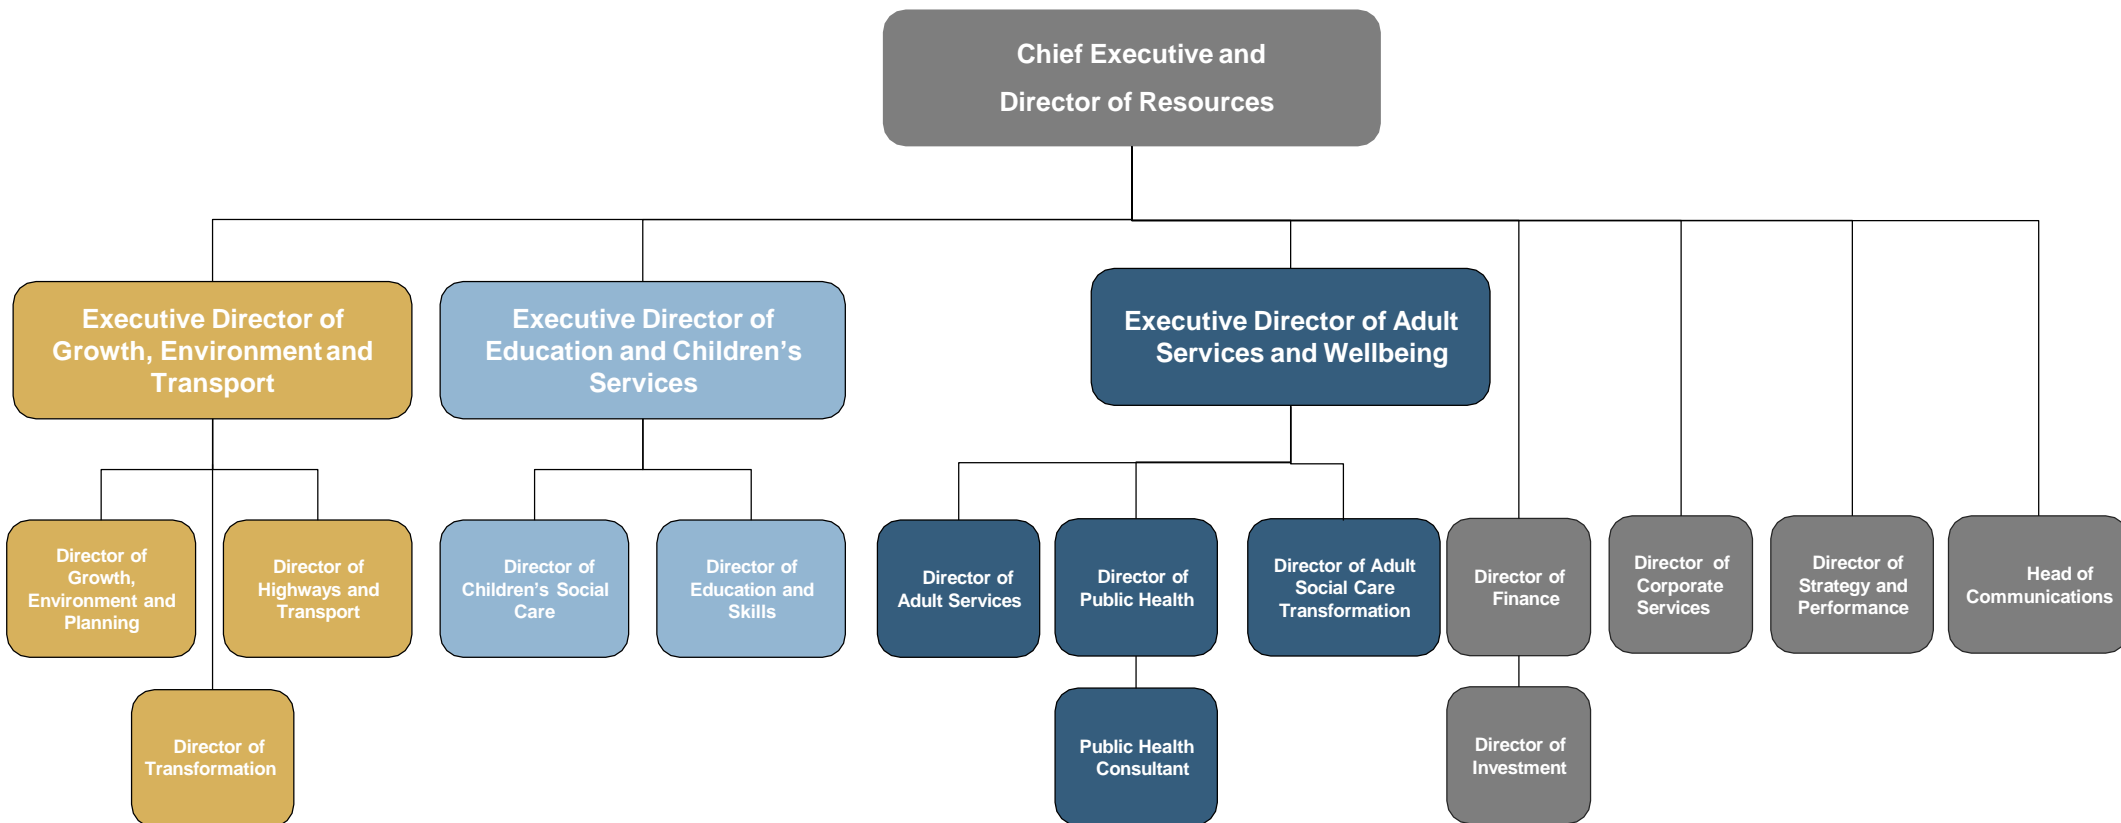 Chief Executive and
Director of Resources
Executive Director of
Growth, Environment and
Transport
Executive Director of
Education and Children’s
Services
Executive Director of Adult
Services and Wellbeing
Director of
Growth,
Environment and
Planning
Director of
Highways and
Transport
Director of
Children’s Social
Care
Director of
Education and
Skills
Director of
Adult Services
Director of
Public Health
Director of Adult
Social Care
Transformation
Director of
Finance
Director of
Corporate
Services
Director of
Strategy and
Performance
Head of
Communications
Director of
Transformation
Public Health
Consultant
Director of
Investment